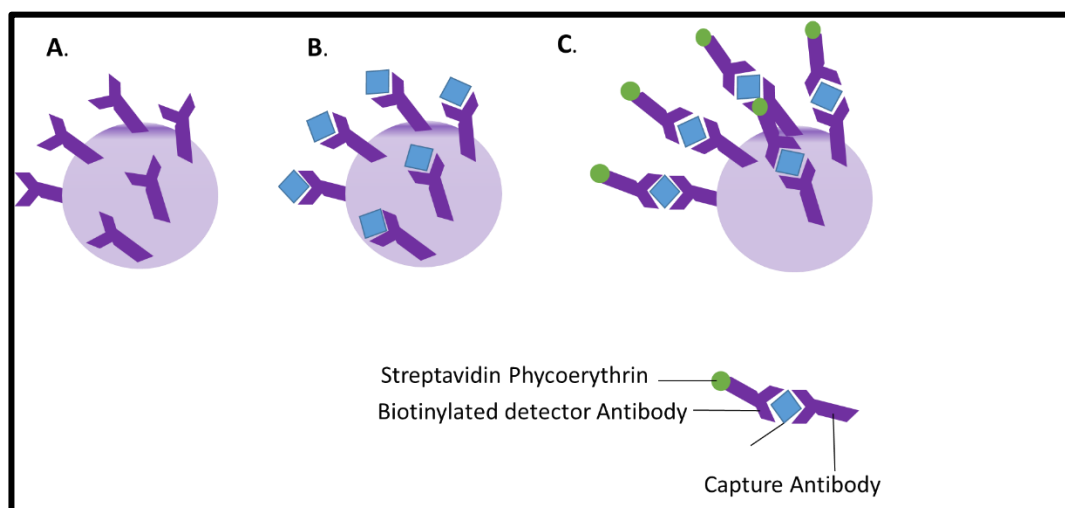 A.
B.
C.
Streptavidin Phycoerythrin
Biotinylated detector Antibody
Capture Antibody